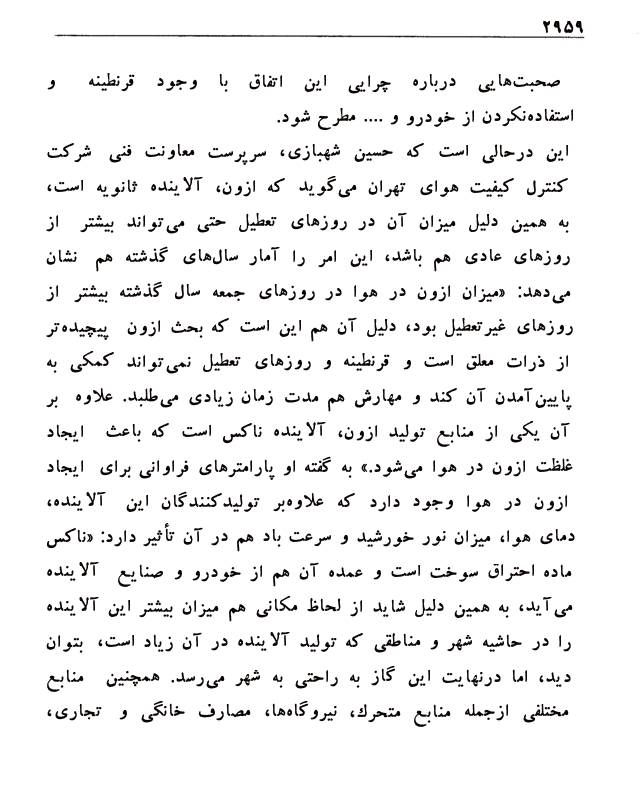 ۲۹۵۹
صحبت‌هایی درباره چرایی این اتفاق با وجود قرنطینه و
استفاده‌نکردن از خودرو و .... مطرح شود.
این درحالی است که حسین شهبازی، سرپرست معاونت فنی شرکت
کنترل کیفیت هوای تهران می‌گوید که ازون، آلاینده ثانویه است،
به همین دلیل میزان آن در روزهای تعطیل حتی می‌تواند بیشتر از
روزهای عادی هم باشد، این امر را آمار سال‌های گذشته هم نشان
می‌دهد: «میزان ازون در هوا در روزهای جمعه سال گذشته بیشتر از
روزهای غیرتعطیل بود، دلیل آن هم این است که بحث ازون پیچیده‌تر
از ذرات معلق است و قرنطینه و روزهای تعطیل نمی‌تواند کمکی به
پایین‌آمدن آن کند و مهارش هم مدت زمان زیادی می‌طلبد. علاوه بر
آن یکی از منابع تولید ازون، آلاینده ناکس است که باعث ایجاد
غلظت ازون در هوا می‌شود.» به گفته او پارامترهای فراوانی برای ایجاد
ازون در هوا وجود دارد که علاوه‌بر تولیدکنندگان این آلاینده،
دمای هوا، میزان نور خورشید و سرعت باد هم در آن تأثیر دارد: «ناکس
ماده احتراق سوخت است و عمده آن هم از خودرو و صنایع آلاینده
می‌آید، به همین دلیل شاید از لحاظ مکانی هم میزان بیشتر این آلاینده
را در حاشیه شهر و مناطقی که تولید آلاینده در آن زیاد است، بتوان
دید، اما درنهایت این گاز به راحتی به شهر می‌رسد. همچنین منابع
مختلفی ازجمله منابع متحرك، نیروگاه‌ها، مصارف خانگی و تجاری،